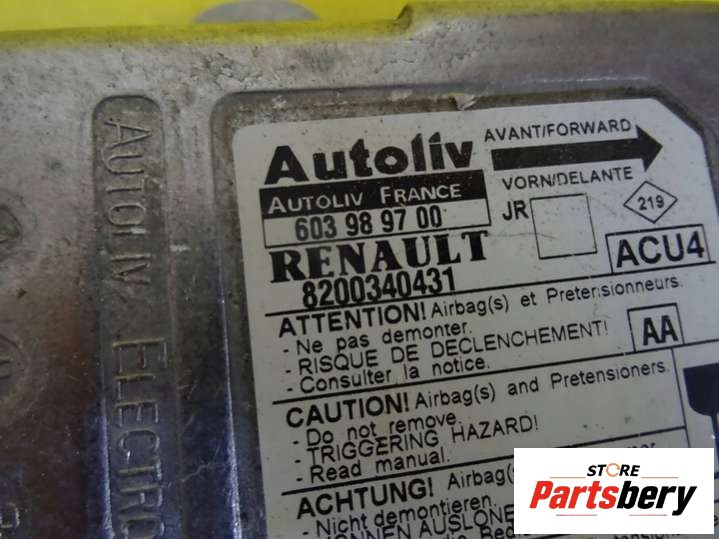 AUTOLIV ELECTRO
Autoliv
AUTOLIV FRANCE
603 98 97 00
RENAULT
8200340431
AVANT/FORWARD
VORN/DELANTE
JR
219
ACU4
ATTENTION! Airbag(s) et Pretensionneurs.
- Ne pas demonter.
- RISQUE DE DECLENCHEMENT!
- Consulter la notice.
AA
CAUTION! Airbag(s) and Pretensioners.
- Do not remove.
- TRIGGERING HAZARD!
- Read manual.
ACHTUNG! Airbag(s
- Nicht demontieren.
STORE
Partsbery